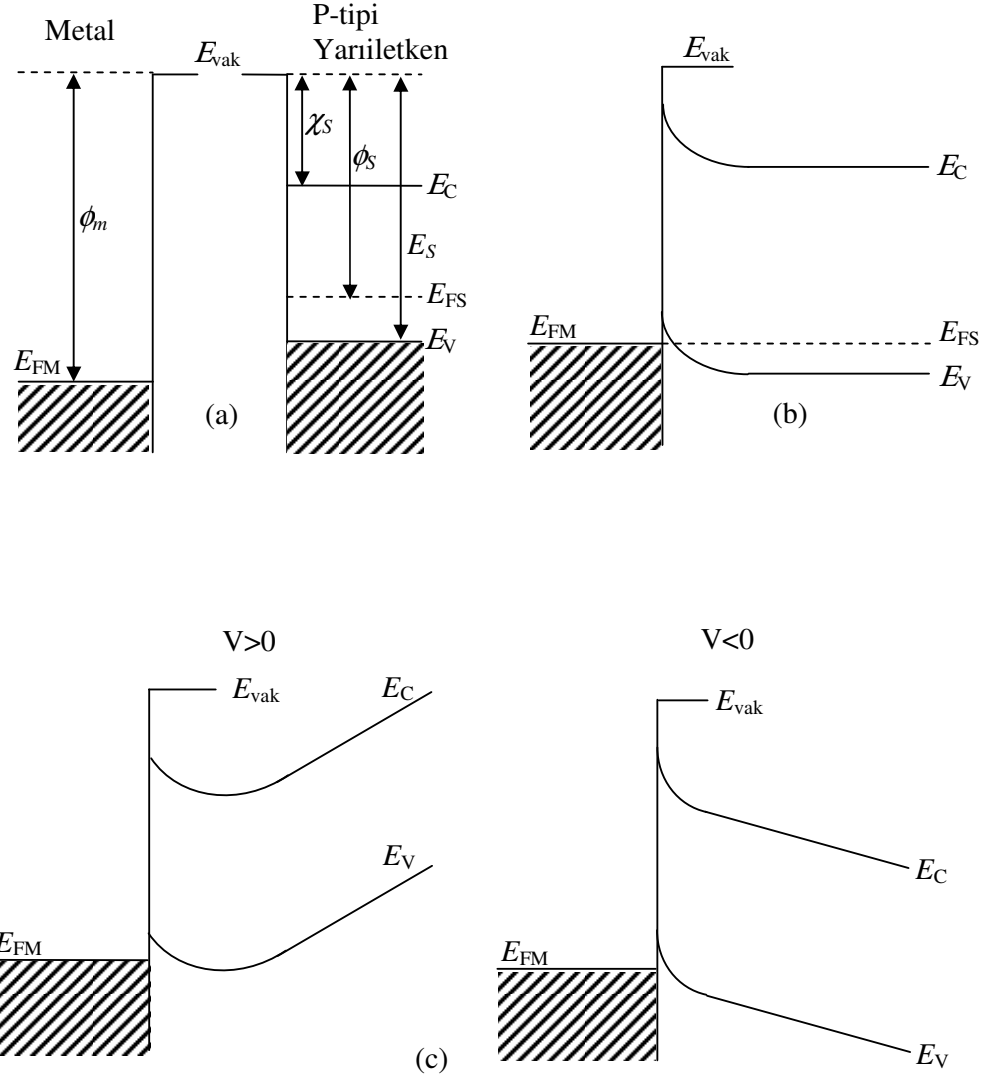 Metal
P-tipi
Yarıiletken
E_vak
χ_S
ϕ_S
ϕ_m
E_C
E_S
E_FS
E_V
E_FM
(a)
E_vak
E_C
E_FM
E_FS
E_V
(b)
V>0
E_vak
E_C
E_V
E_FM
V<0
E_vak
E_C
E_FM
E_V
(c)